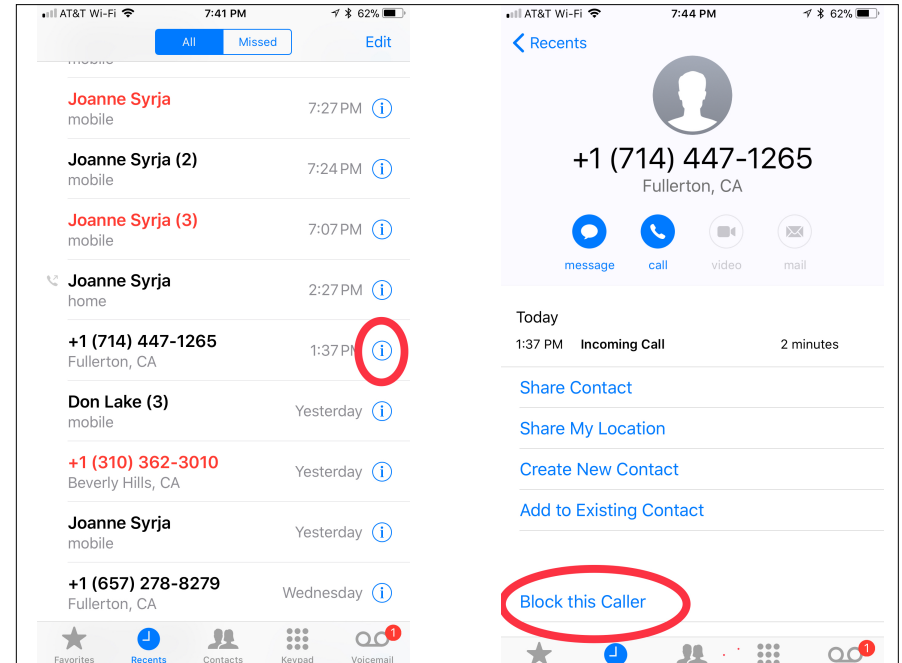 AT&T Wi-Fi 7:41 PM 62%
All Missed Edit
Joanne Syrja
mobile
7:27 PM
Joanne Syrja (2)
mobile
7:24 PM
Joanne Syrja (3)
mobile
7:07 PM
Joanne Syrja
home
2:27 PM
+1 (714) 447-1265
Fullerton, CA
1:37 PM
Don Lake (3)
mobile
Yesterday
+1 (310) 362-3010
Beverly Hills, CA
Yesterday
Joanne Syrja
mobile
Yesterday
+1 (657) 278-8279
Fullerton, CA
Wednesday
1
Favorites Recents Contacts Keypad Voicemail
AT&T Wi-Fi 7:44 PM 62%
Recents
+1 (714) 447-1265
Fullerton, CA
message call video mail
Today
1:37 PM Incoming Call 2 minutes
Share Contact
Share My Location
Create New Contact
Add to Existing Contact
Block this Caller
1